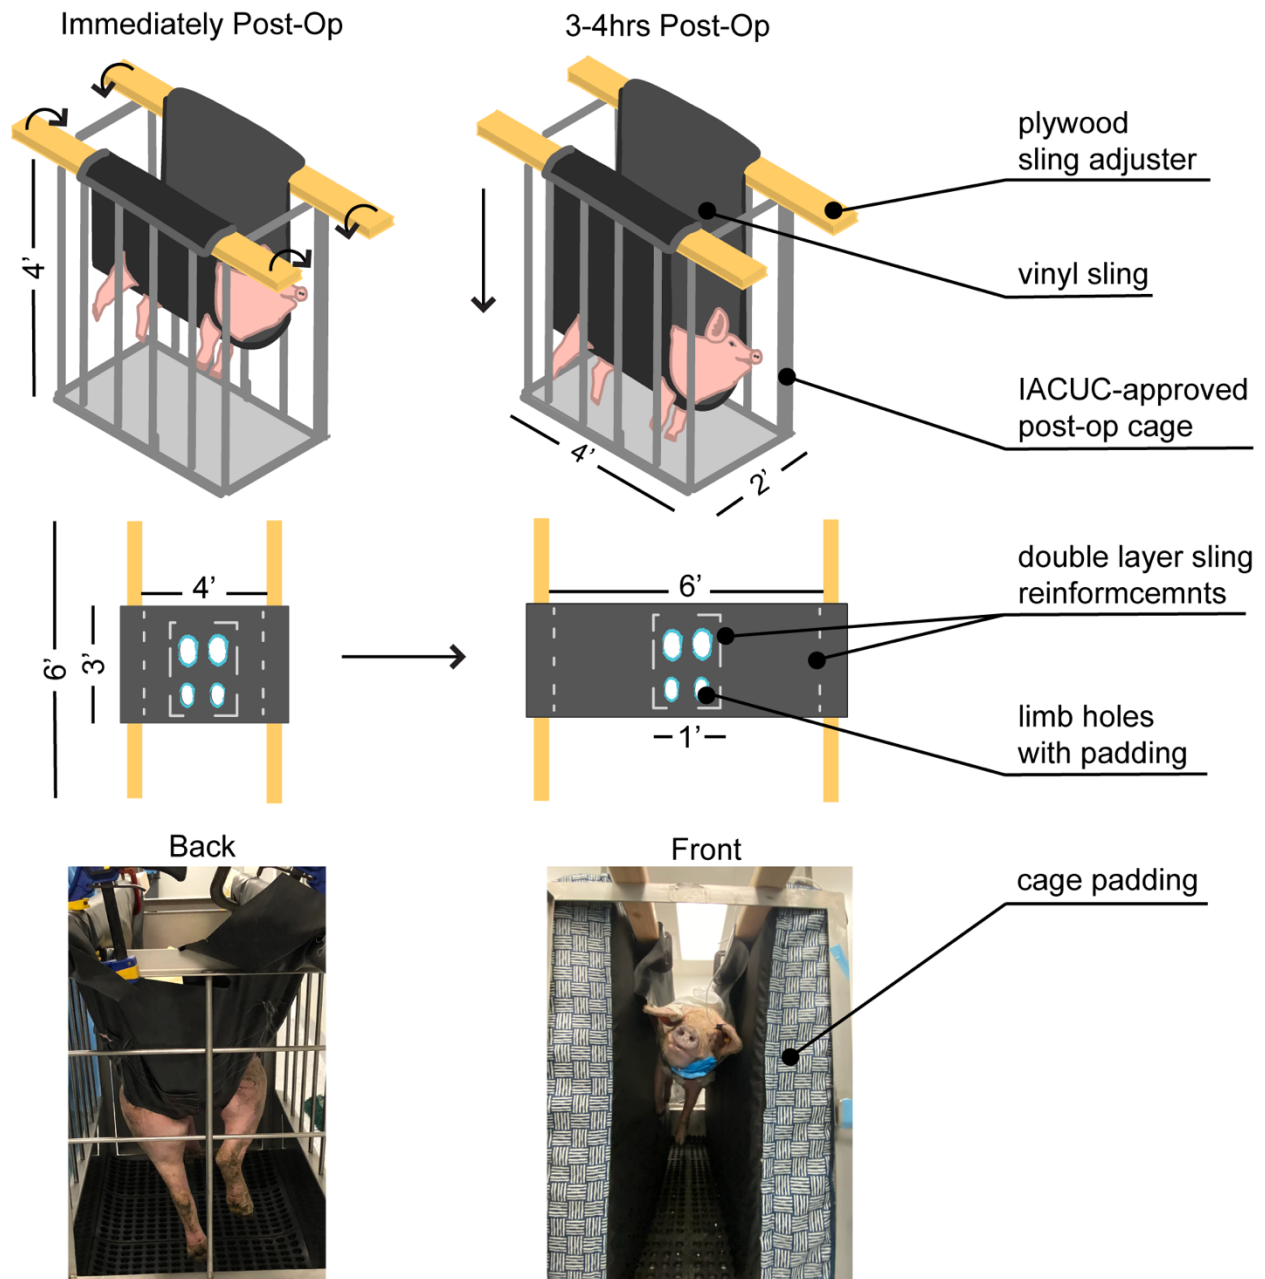 Immediately Post-Op
3-4hrs Post-Op
plywood
sling adjuster
vinyl sling
4’
IACUC-approved
post-op cage
4’
2’
double layer sling
reinformcemnts
4’
6’
6’
3’
limb holes
with padding
1’
Back
Front
cage padding